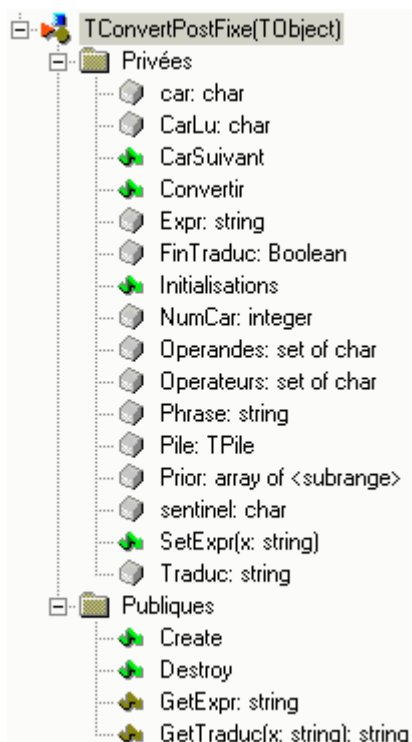 TConvertPostFixe(TObject)
Privées
car: char
CarLu: char
CarSuivant
Convertir
Expr: string
FinTraduc: Boolean
Initialisations
NumCar: integer
Operandes: set of char
Operateurs: set of char
Phrase: string
Pile: TPile
Prior: array of <subrange>
sentinel: char
SetExpr(x: string)
Traduc: string
Publiques
Create
Destroy
GetExpr: string
GetTraduc(x: string): string